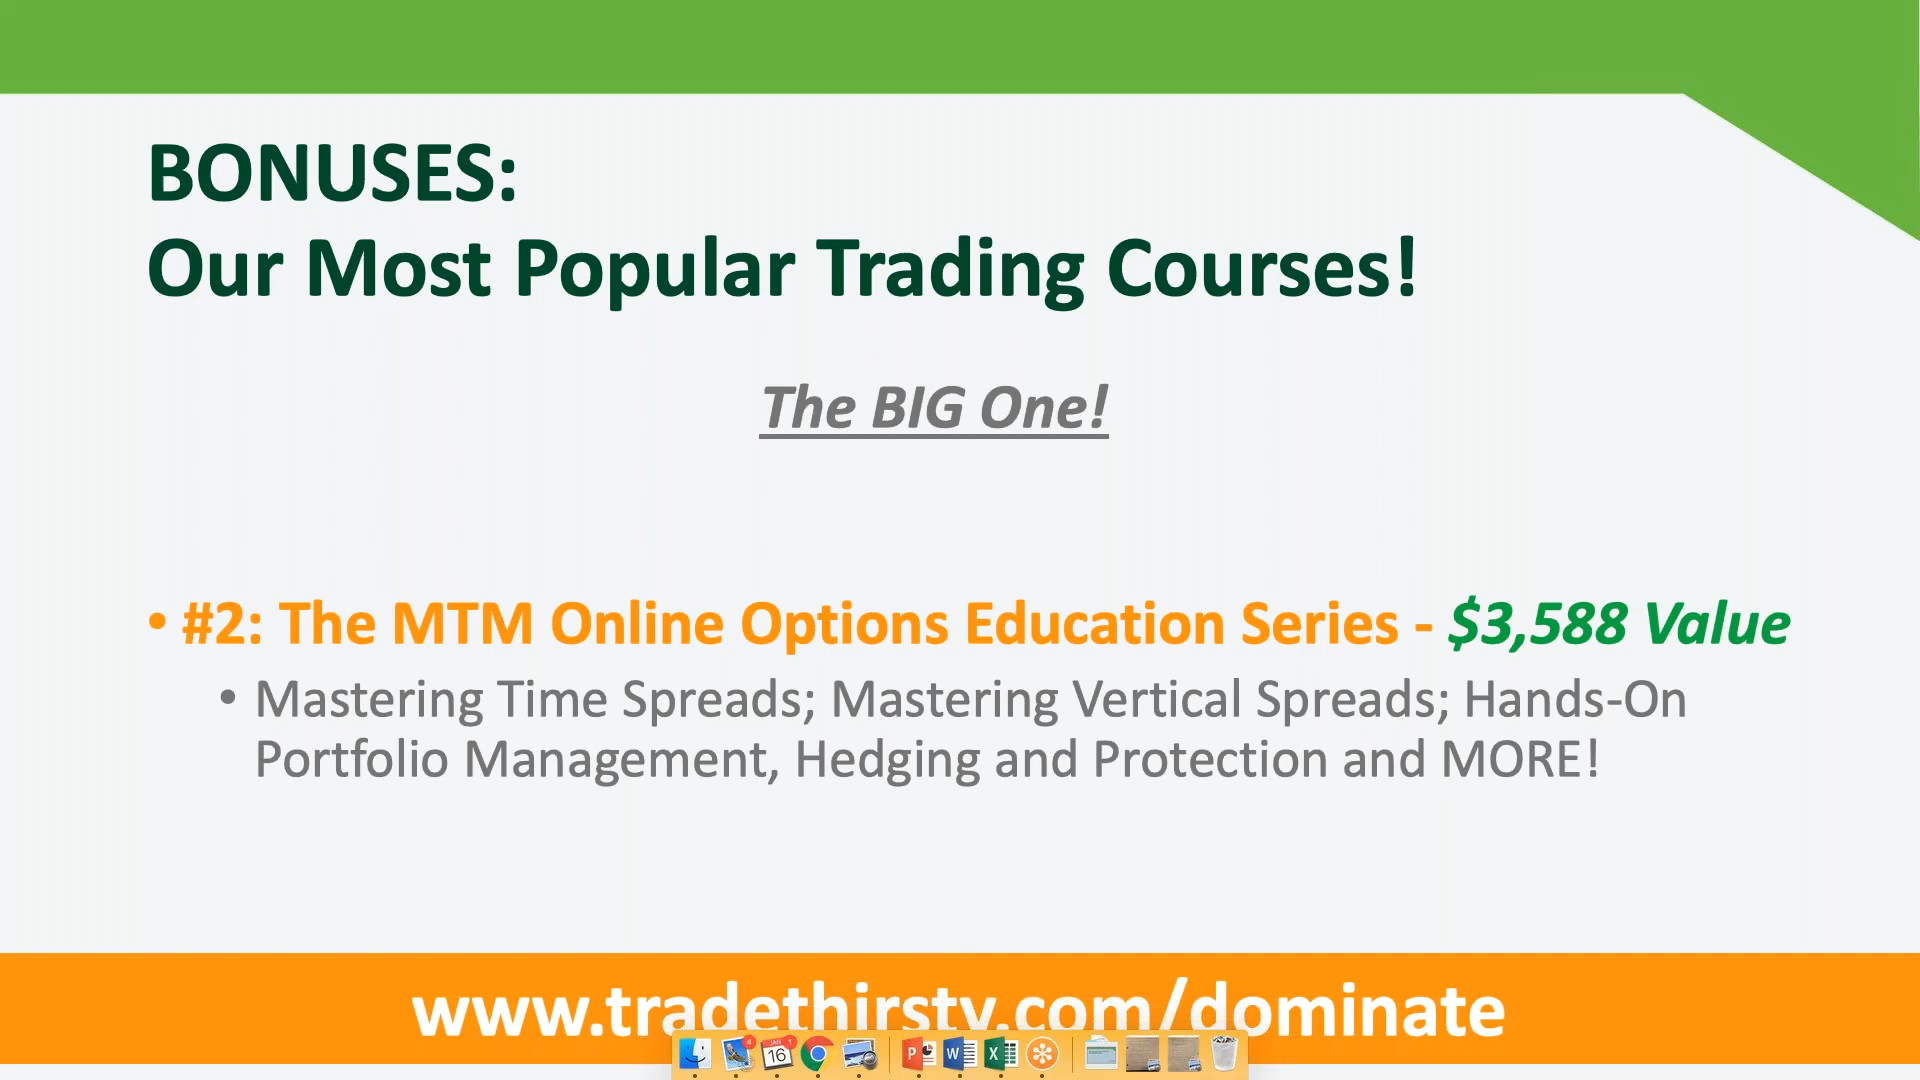 BONUSES:
Our Most Popular Trading Courses!
The BIG One!
• #2: The MTM Online Options Education Series - $3,588 Value
• Mastering Time Spreads; Mastering Vertical Spreads; Hands-On
Portfolio Management, Hedging and Protection and MORE!
www.tradethirsty.com/dominate
JAN
16